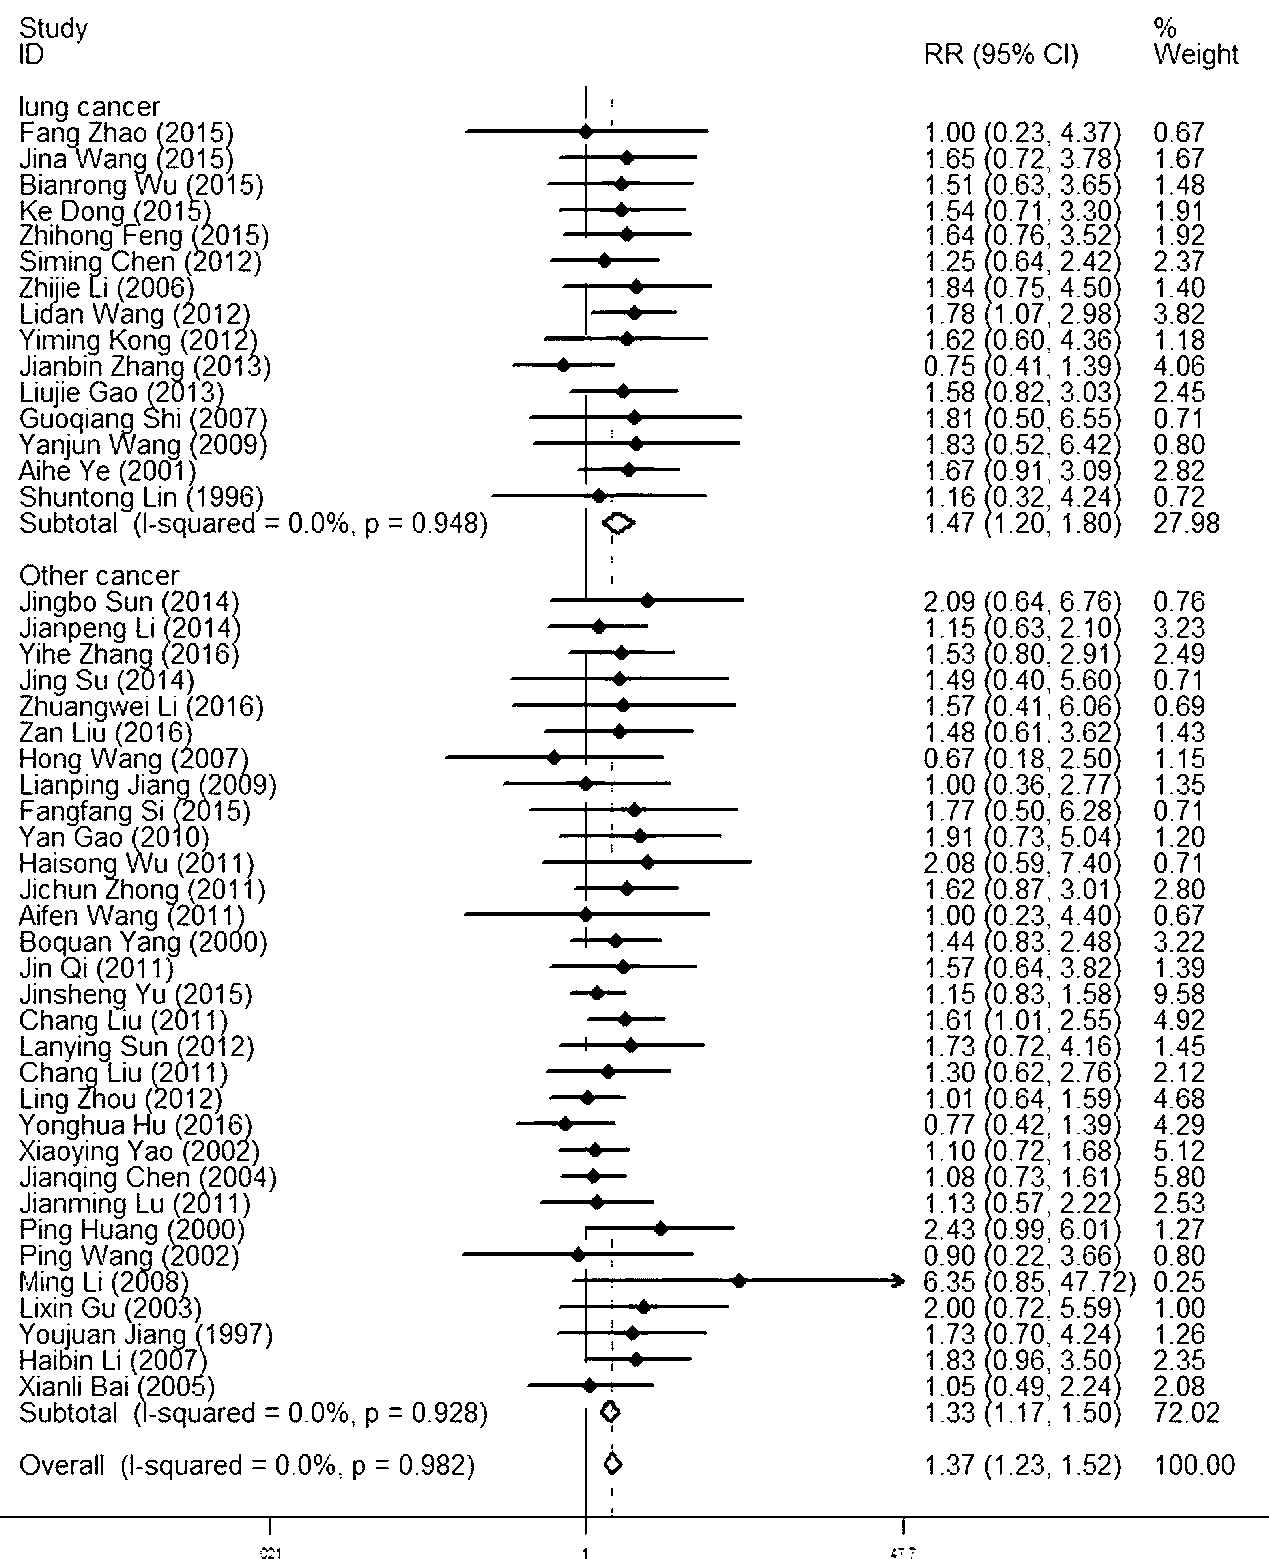 Study ID RR (95% CI) % Weight
lung cancer
Fang Zhao (2015) 1.00 (0.23, 4.37) 0.67
Jina Wang (2015) 1.65 (0.72, 3.78) 1.67
Bianrong Wu (2015) 1.51 (0.63, 3.65) 1.48
Ke Dong (2015) 1.54 (0.71, 3.30) 1.91
Zhihong Feng (2015) 1.64 (0.76, 3.52) 1.92
Siming Chen (2012) 1.25 (0.64, 2.42) 2.37
Zhijie Li (2006) 1.84 (0.75, 4.50) 1.40
Lidan Wang (2012) 1.78 (1.07, 2.98) 3.82
Yiming Kong (2012) 1.62 (0.60, 4.36) 1.18
Jianbin Zhang (2013) 0.75 (0.41, 1.39) 4.06
Liujie Gao (2013) 1.58 (0.82, 3.03) 2.45
Guoqiang Shi (2007) 1.81 (0.50, 6.55) 0.71
Yanjun Wang (2009) 1.83 (0.52, 6.42) 0.80
Aihe Ye (2001) 1.67 (0.91, 3.09) 2.82
Shuntong Lin (1996) 1.16 (0.32, 4.24) 0.72
Subtotal (I-squared = 0.0%, p = 0.948) 1.47 (1.20, 1.80) 27.98
Other cancer
Jingbo Sun (2014) 2.09 (0.64, 6.76) 0.76
Jianpeng Li (2014) 1.15 (0.63, 2.10) 3.23
Yihe Zhang (2016) 1.53 (0.80, 2.91) 2.49
Jing Su (2014) 1.49 (0.40, 5.60) 0.71
Zhuangwei Li (2016) 1.57 (0.41, 6.06) 0.69
Zan Liu (2016) 1.48 (0.61, 3.62) 1.43
Hong Wang (2007) 0.67 (0.18, 2.50) 1.15
Lianping Jiang (2009) 1.00 (0.36, 2.77) 1.35
Fangfang Si (2015) 1.77 (0.50, 6.28) 0.71
Yan Gao (2010) 1.91 (0.73, 5.04) 1.20
Haisong Wu (2011) 2.08 (0.59, 7.40) 0.71
Jichun Zhong (2011) 1.62 (0.87, 3.01) 2.80
Aifen Wang (2011) 1.00 (0.23, 4.40) 0.67
Boquan Yang (2000) 1.44 (0.83, 2.48) 3.22
Jin Qi (2011) 1.57 (0.64, 3.82) 1.39
Jinsheng Yu (2015) 1.15 (0.83, 1.58) 9.58
Chang Liu (2011) 1.61 (1.01, 2.55) 4.92
Lanying Sun (2012) 1.73 (0.72, 4.16) 1.45
Chang Liu (2011) 1.30 (0.62, 2.76) 2.12
Ling Zhou (2012) 1.01 (0.64, 1.59) 4.68
Yonghua Hu (2016) 0.77 (0.42, 1.39) 4.29
Xiaoying Yao (2002) 1.10 (0.72, 1.68) 5.12
Jianqing Chen (2004) 1.08 (0.73, 1.61) 5.80
Jianming Lu (2011) 1.13 (0.57, 2.22) 2.53
Ping Huang (2000) 2.43 (0.99, 6.01) 1.27
Ping Wang (2002) 0.90 (0.22, 3.66) 0.80
Ming Li (2008) 6.35 (0.85, 47.72) 0.25
Lixin Gu (2003) 2.00 (0.72, 5.59) 1.00
Youjuan Jiang (1997) 1.73 (0.70, 4.24) 1.26
Haibin Li (2007) 1.83 (0.96, 3.50) 2.35
Xianli Bai (2005) 1.05 (0.49, 2.24) 2.08
Subtotal (I-squared = 0.0%, p = 0.928) 1.33 (1.17, 1.50) 72.02
Overall (I-squared = 0.0%, p = 0.982) 1.37 (1.23, 1.52) 100.00
.021 1 47.7